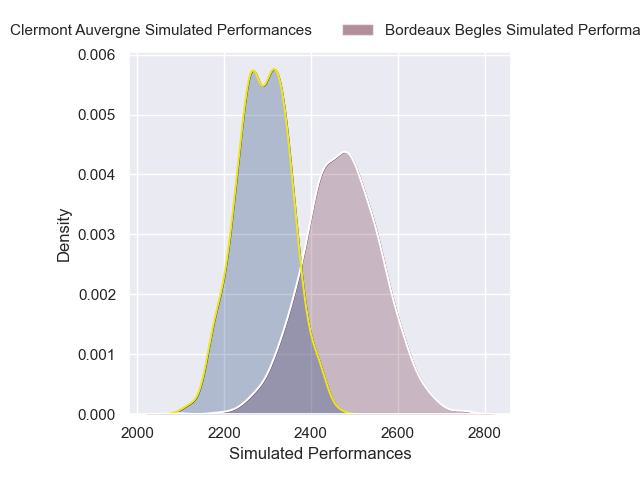 Clermont Auvergne Simulated Performances
Bordeaux Begles Simulated Performa
0.006
0.005
0.004
0.003
0.002
0.001
0.000
Density
2000 2200 2400 2600 2800
Simulated Performances